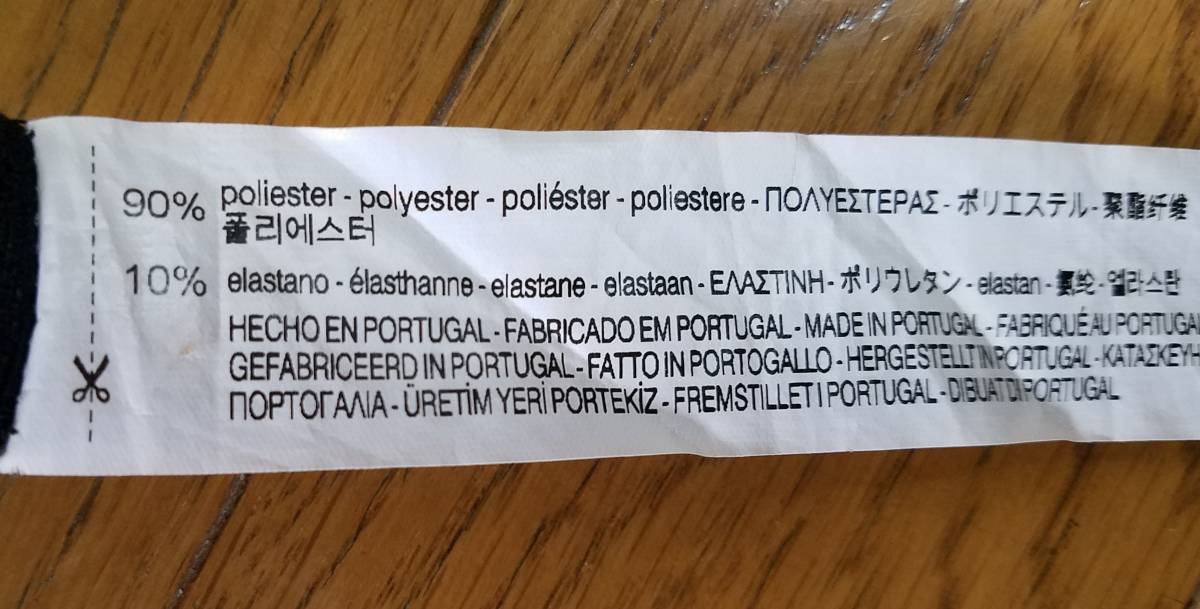 90% poliester - polyester - poliéster - poliestere - ΠΟΛΥΕΣΤΕΡΑΣ - ポリエステル - 聚酯纤维
폴리에스터
10% elastano - élasthanne - elastane - elastaan - ΕΛΑΣΤΙΝΗ - ポリウレタン - elastan - 氨纶 - 엘라스탄
HECHO EN PORTUGAL - FABRICADO EM PORTUGAL - MADE IN PORTUGAL - FABRIQUÉ AU PORTUGA
GEFABRICEERD IN PORTUGAL - FATTO IN PORTOGALLO - HERGESTELLT IN PORTUGAL - ΚΑΤΑΣΚΕΥΗ
ΠΟΡΤΟΓΑΛΙΑ - ÜRETİM YERİ PORTEKİZ - FREMSTILLET I PORTUGAL - DIBUAT DI PORTUGAL